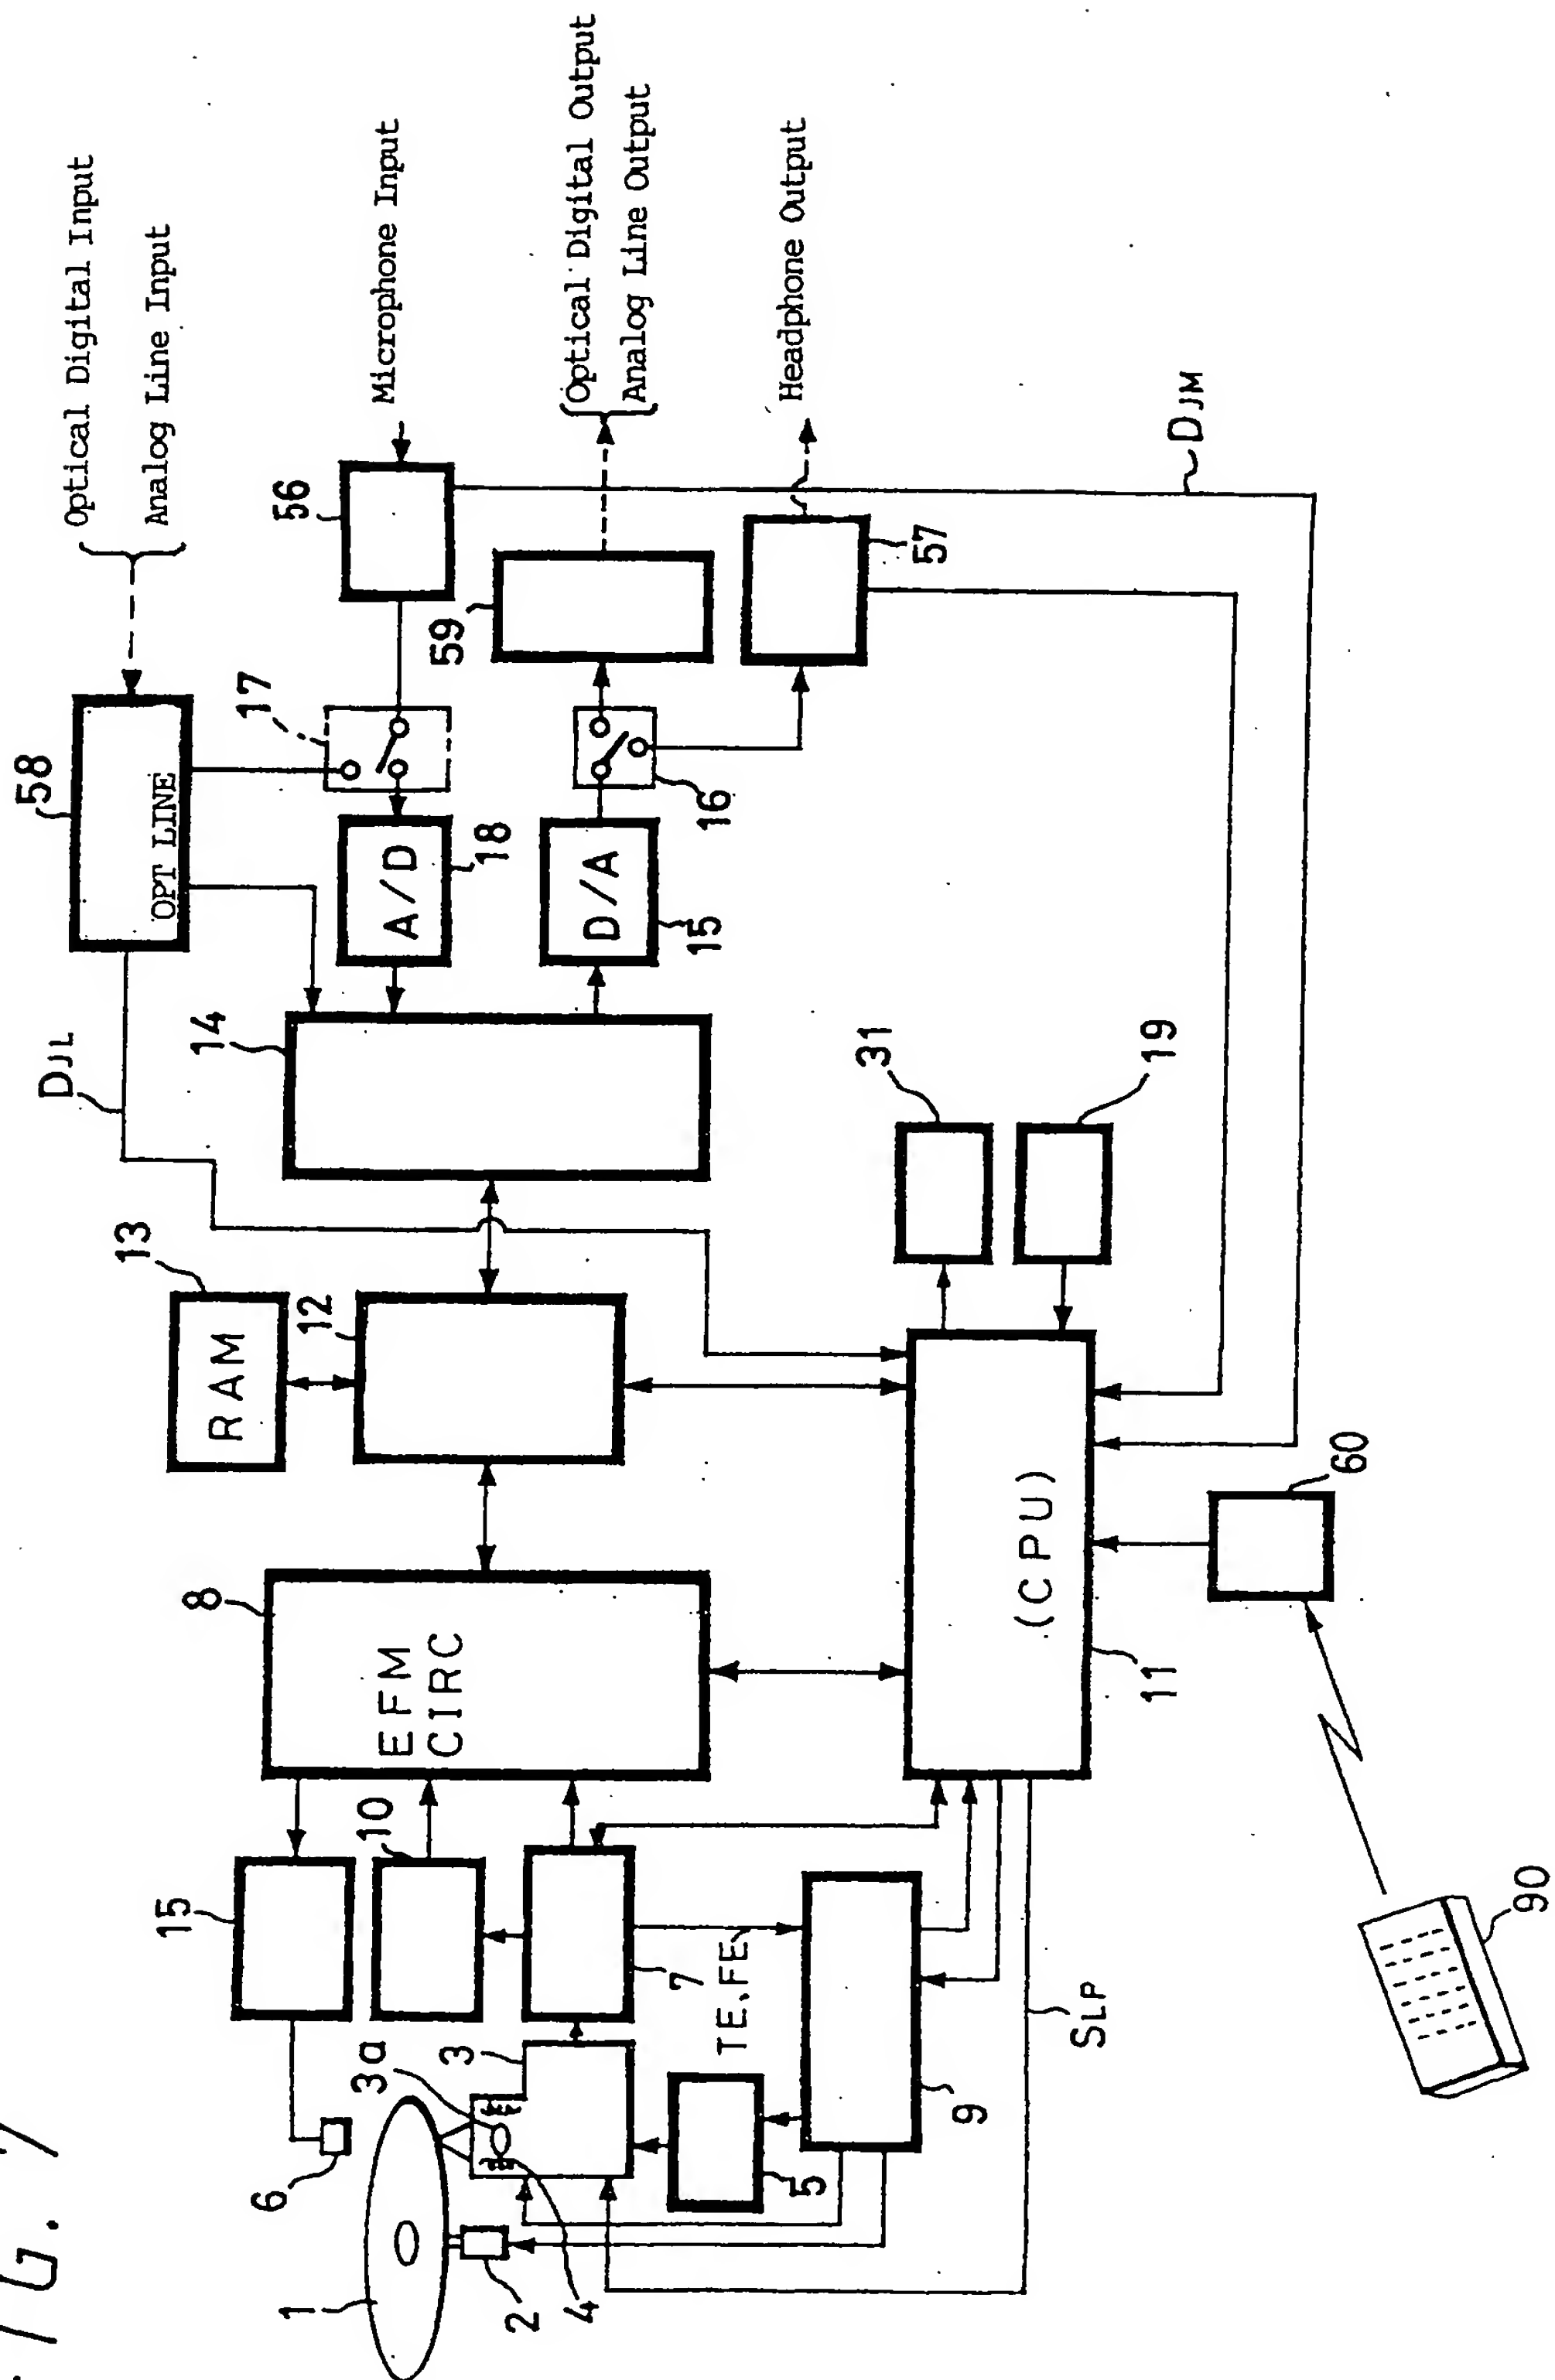 FIG. 7
Optical Digital Input
Analog Line Input
Microphone Input
Optical Digital Output
Analog Line Output
Headphone Output
58
OPT LINE
DJL
17
56
59
57
DJM
A/D
18
D/A
15
16
14
13
RAM
12
31
19
8
EFM
CIRC
(CPU)
11
60
90
15
10
7
TE.FE
3
3a
6
1
2
4
5
9
SLP